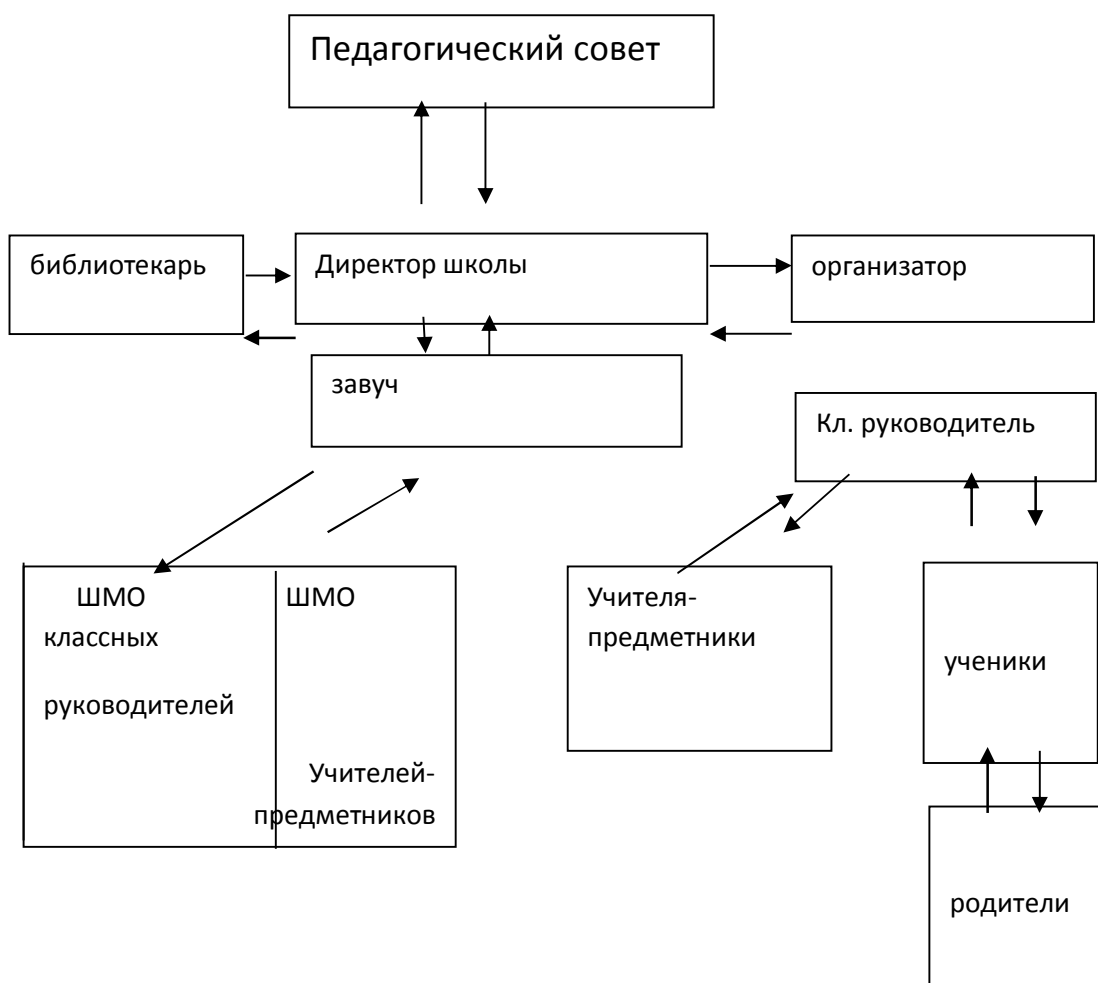 Педагогический совет
библиотекарь
Директор школы
организатор
завуч
Кл. руководитель
ШМО
классных
руководителей
ШМО
Учителей-
предметников
Учителя-
предметники
ученики
родители